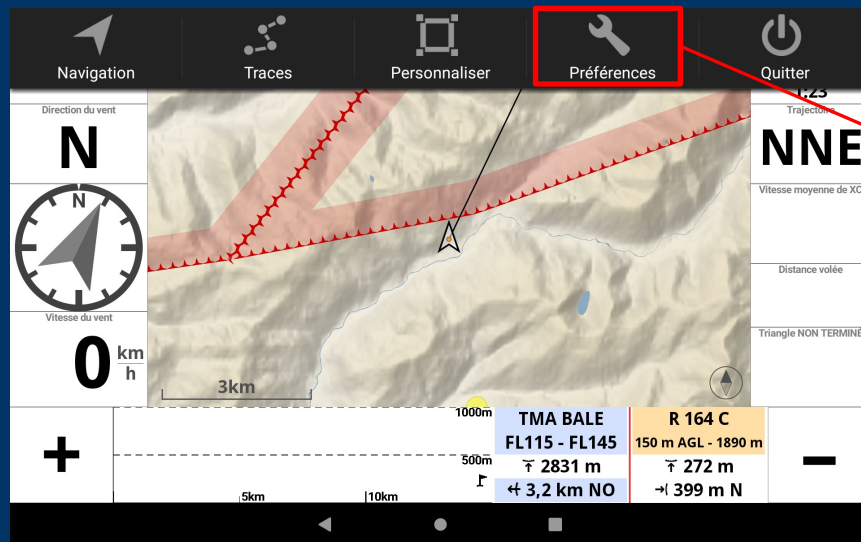 Navigation
Traces
Personnaliser
Préférences
Quitter
1:23
Direction du vent
N
Trajectoire
NNE
Vitesse moyenne de XC
N
Distance volée
Vitesse du vent
0 km/h
Triangle NON TERMINÉ
3km
1000m
500m
5km
10km
TMA BALE
FL115 - FL145
2831 m
3,2 km NO
R 164 C
150 m AGL - 1890 m
272 m
399 m N
+
−